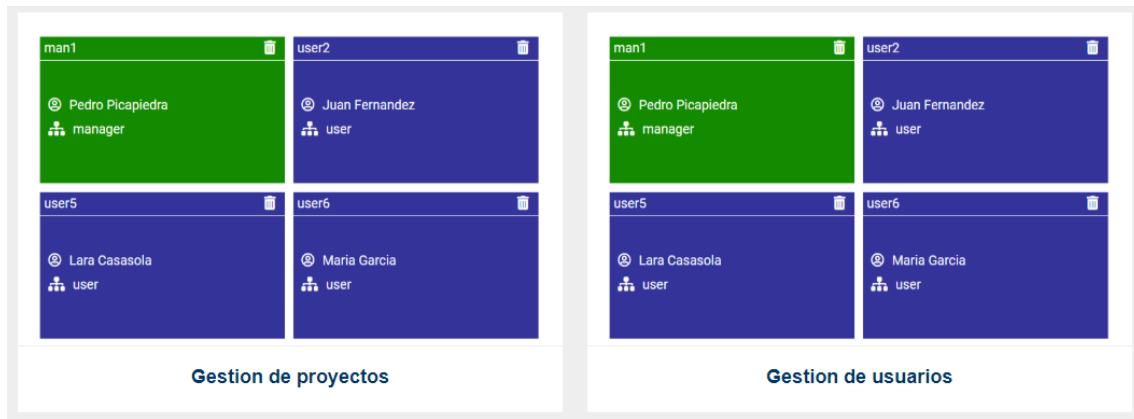 man1
user2
Pedro Picapiedra
manager
Juan Fernandez
user
user5
user6
Lara Casasola
user
Maria Garcia
user
Gestion de proyectos
man1
user2
Pedro Picapiedra
manager
Juan Fernandez
user
user5
user6
Lara Casasola
user
Maria Garcia
user
Gestion de usuarios